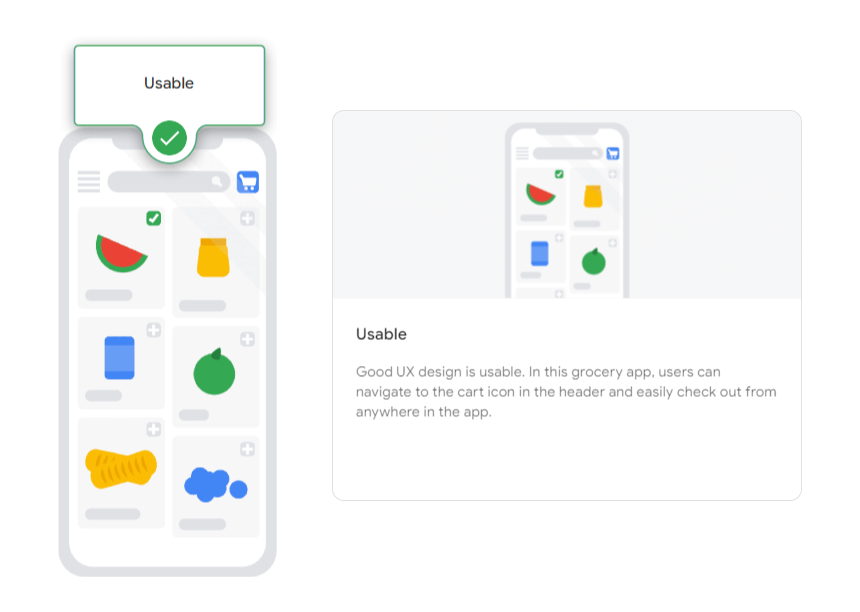 Usable
Usable
Good UX design is usable. In this grocery app, users can
navigate to the cart icon in the header and easily check out from
anywhere in the app.